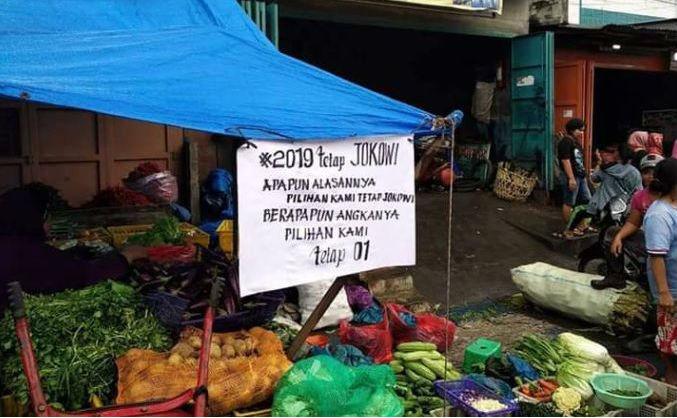 *2019 tetap JOKOWI
APAPUN ALASANNYA
PILIHAN KAMI TETAP JOKOWI
BERAPAPUN ANGKANYA
PILIHAN KAMI
tetap 01